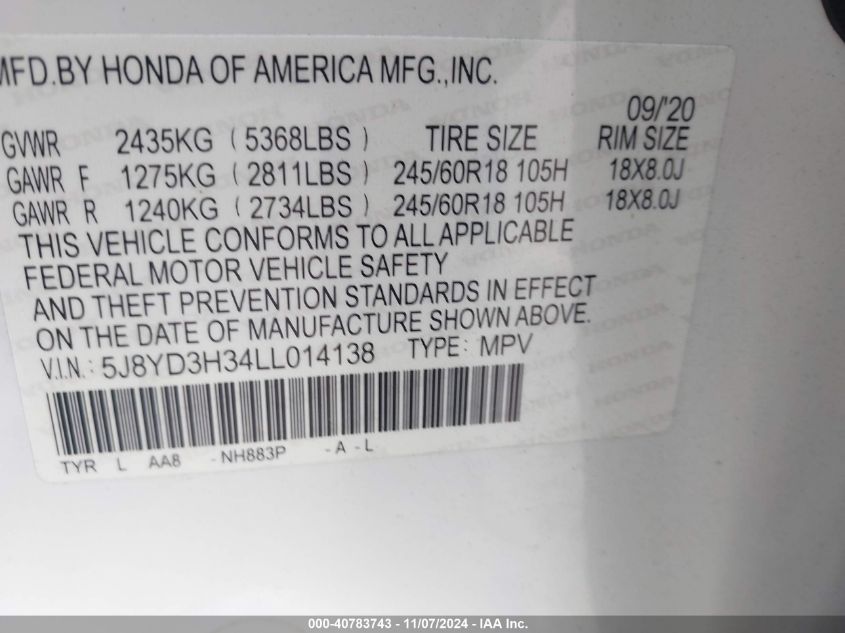 MFD.BY HONDA OF AMERICA MFG.,INC.
09/'20
GVWR 2435KG (5368LBS) TIRE SIZE RIM SIZE
GAWR F 1275KG (2811LBS) 245/60R18 105H 18X8.0J
GAWR R 1240KG (2734LBS) 245/60R18 105H 18X8.0J
THIS VEHICLE CONFORMS TO ALL APPLICABLE
FEDERAL MOTOR VEHICLE SAFETY
AND THEFT PREVENTION STANDARDS IN EFFECT
ON THE DATE OF MANUFACTURE SHOWN ABOVE.
V.I.N.: 5J8YD3H34LL014138 TYPE: MPV
TYR L AA8 -NH883P -A -L
000-40783743 - 11/07/2024 - IAA Inc.